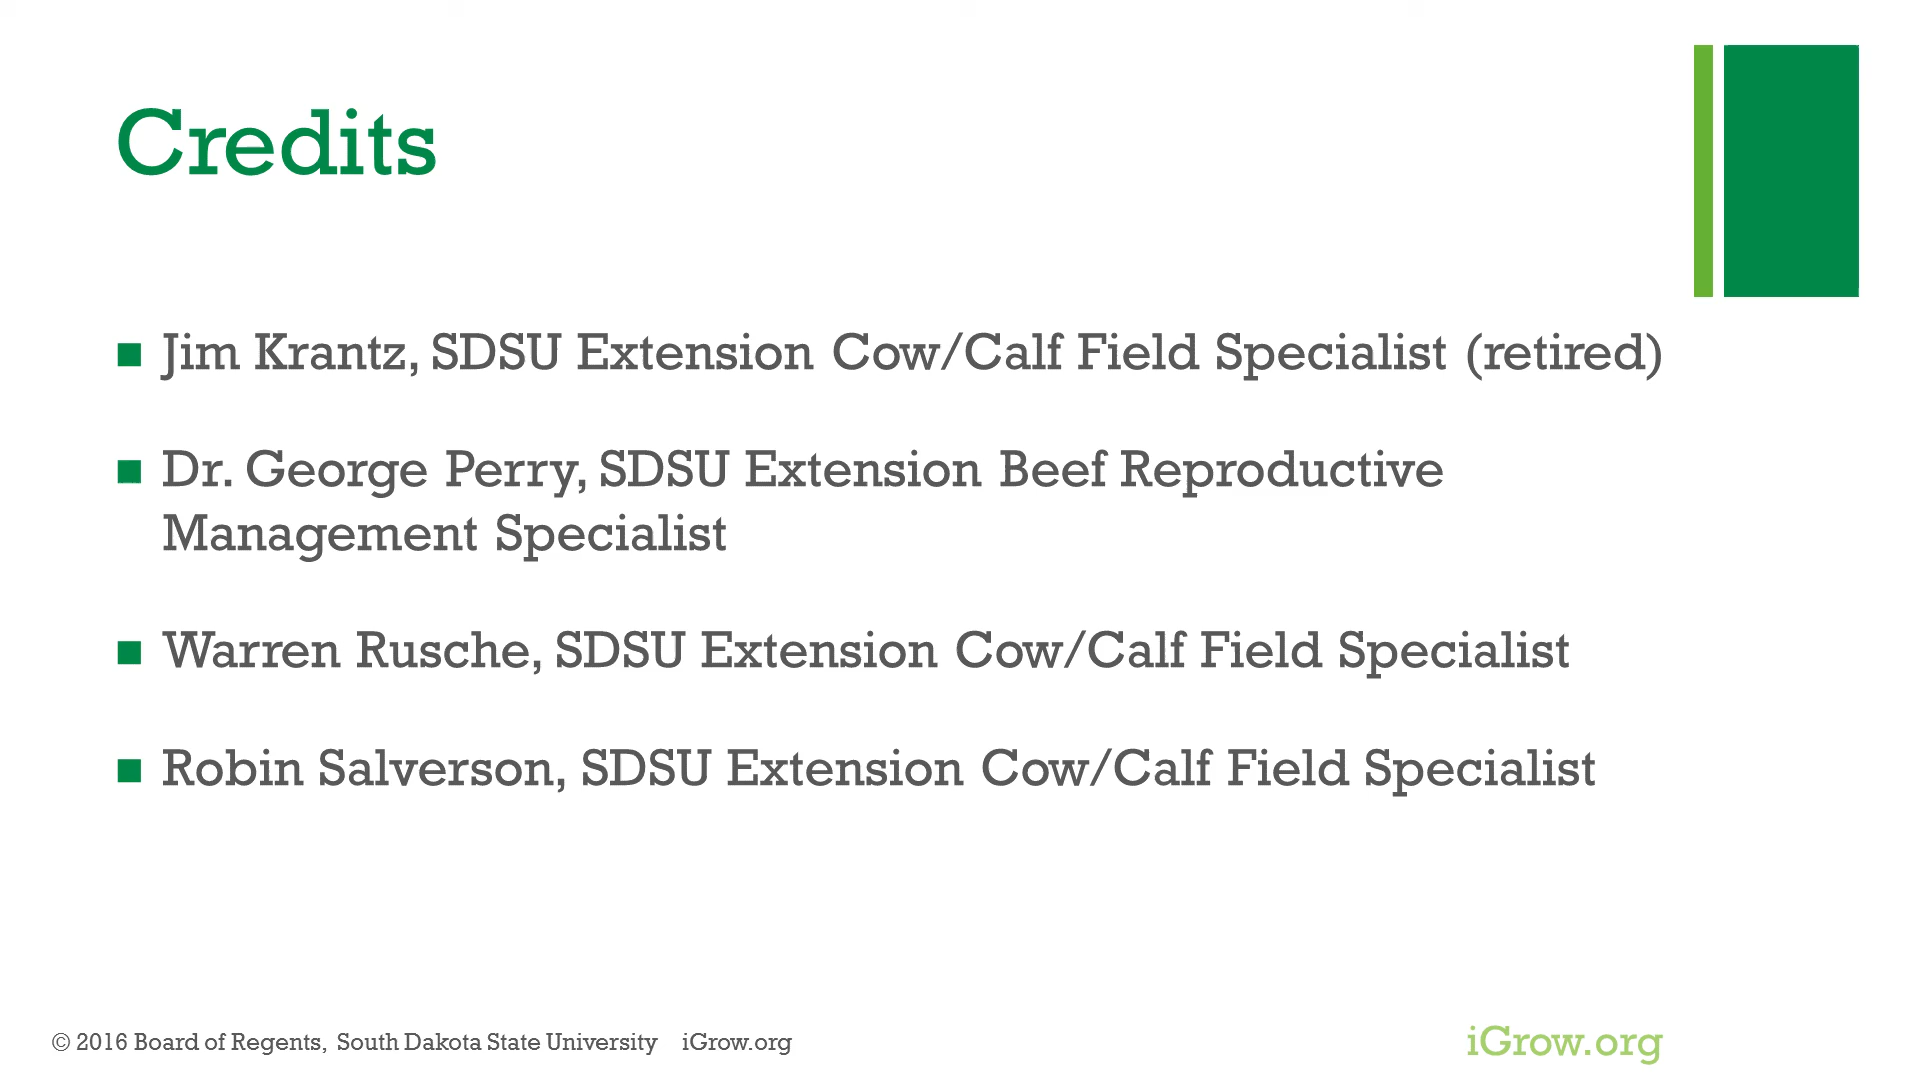 Credits
Jim Krantz, SDSU Extension Cow/Calf Field Specialist (retired)
Dr. George Perry, SDSU Extension Beef Reproductive
Management Specialist
Warren Rusche, SDSU Extension Cow/Calf Field Specialist
Robin Salverson, SDSU Extension Cow/Calf Field Specialist
© 2016 Board of Regents, South Dakota State University iGrow.org
iGrow.org